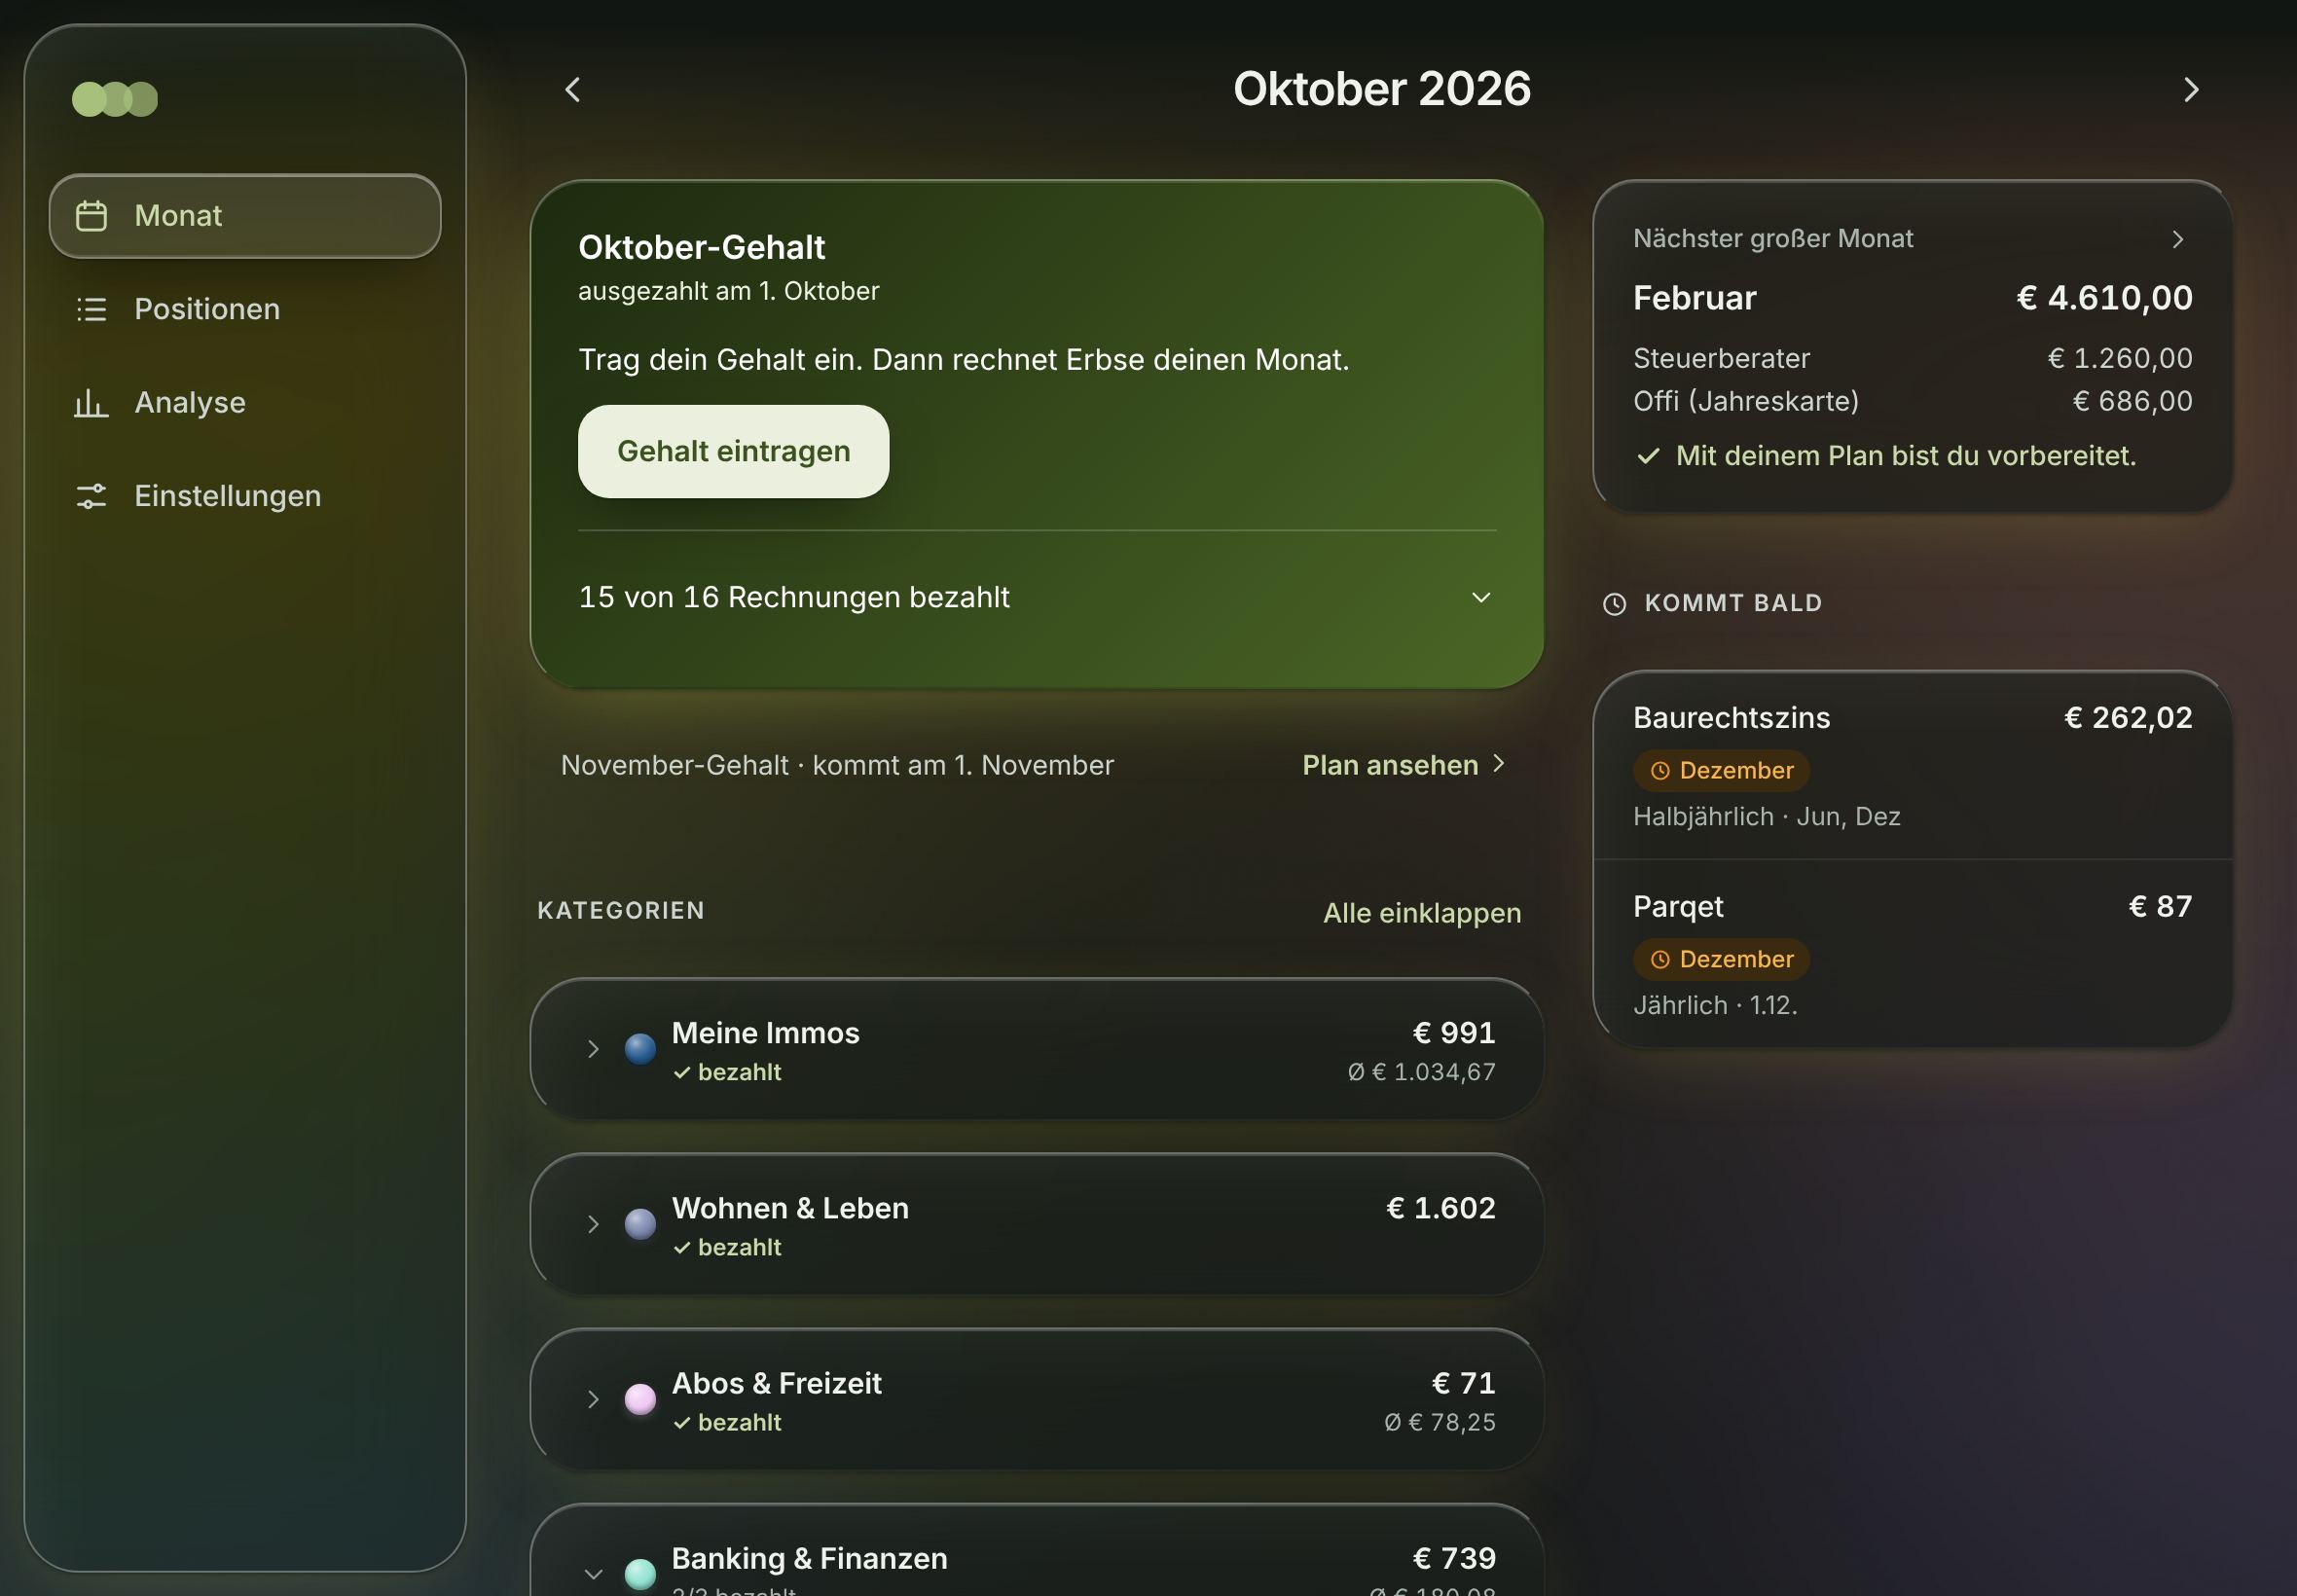 Monat
Positionen
Analyse
Einstellungen
Oktober 2026
Oktober-Gehalt
ausgezahlt am 1. Oktober
Trag dein Gehalt ein. Dann rechnet Erbse deinen Monat.
Gehalt eintragen
15 von 16 Rechnungen bezahlt
November-Gehalt · kommt am 1. November
Plan ansehen
KATEGORIEN
Alle einklappen
Meine Immos € 991
bezahlt Ø € 1.034,67
Wohnen & Leben € 1.602
bezahlt
Abos & Freizeit € 71
bezahlt Ø € 78,25
Banking & Finanzen € 739
2/3 bezahlt Ø € 180,08
Nächster großer Monat
Februar € 4.610,00
Steuerberater € 1.260,00
Offi (Jahreskarte) € 686,00
Mit deinem Plan bist du vorbereitet.
KOMMT BALD
Baurechtszins € 262,02
Dezember
Halbjährlich · Jun, Dez
Parqet € 87
Dezember
Jährlich · 1.12.